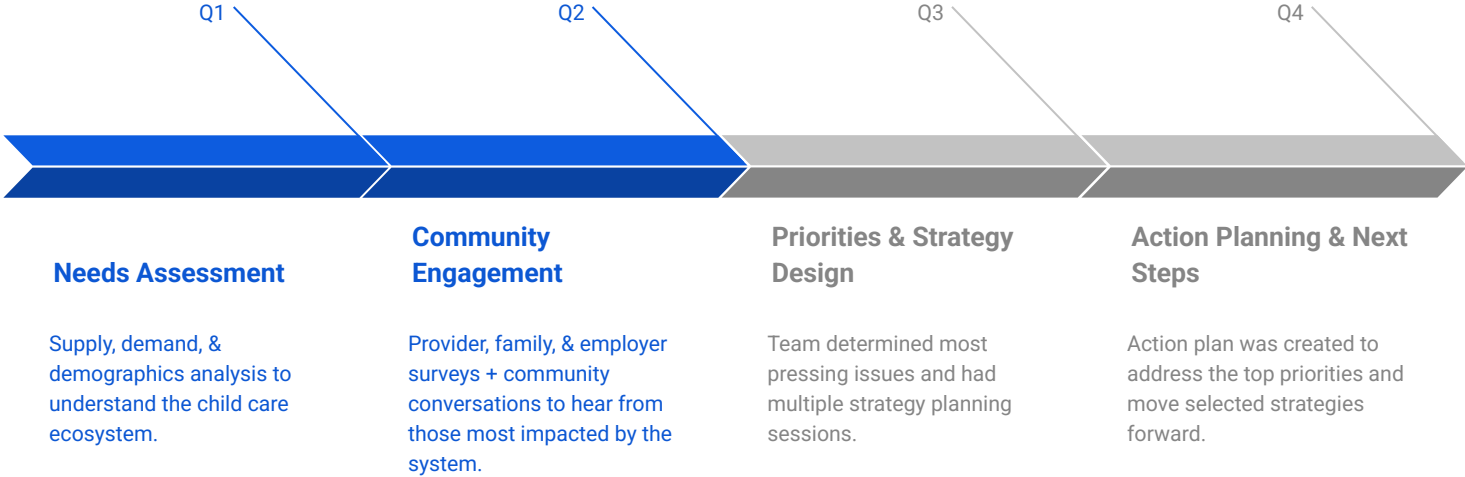 Q1
Q2
Q3
Q4
Needs Assessment
Supply, demand, &
demographics analysis to
understand the child care
ecosystem.
Community
Engagement
Provider, family, & employer
surveys + community
conversations to hear from
those most impacted by the
system.
Priorities & Strategy
Design
Team determined most
pressing issues and had
multiple strategy planning
sessions.
Action Planning & Next
Steps
Action plan was created to
address the top priorities and
move selected strategies
forward.